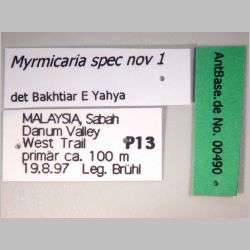 Myrmicaria spec nov 1
det Bakhtiar E Yahya
MALAYSIA, Sabah
Danum Valley
West Trail P13
primär ca. 100 m
19.8.97 Leg. Brühl
AntBase.de No. 00490